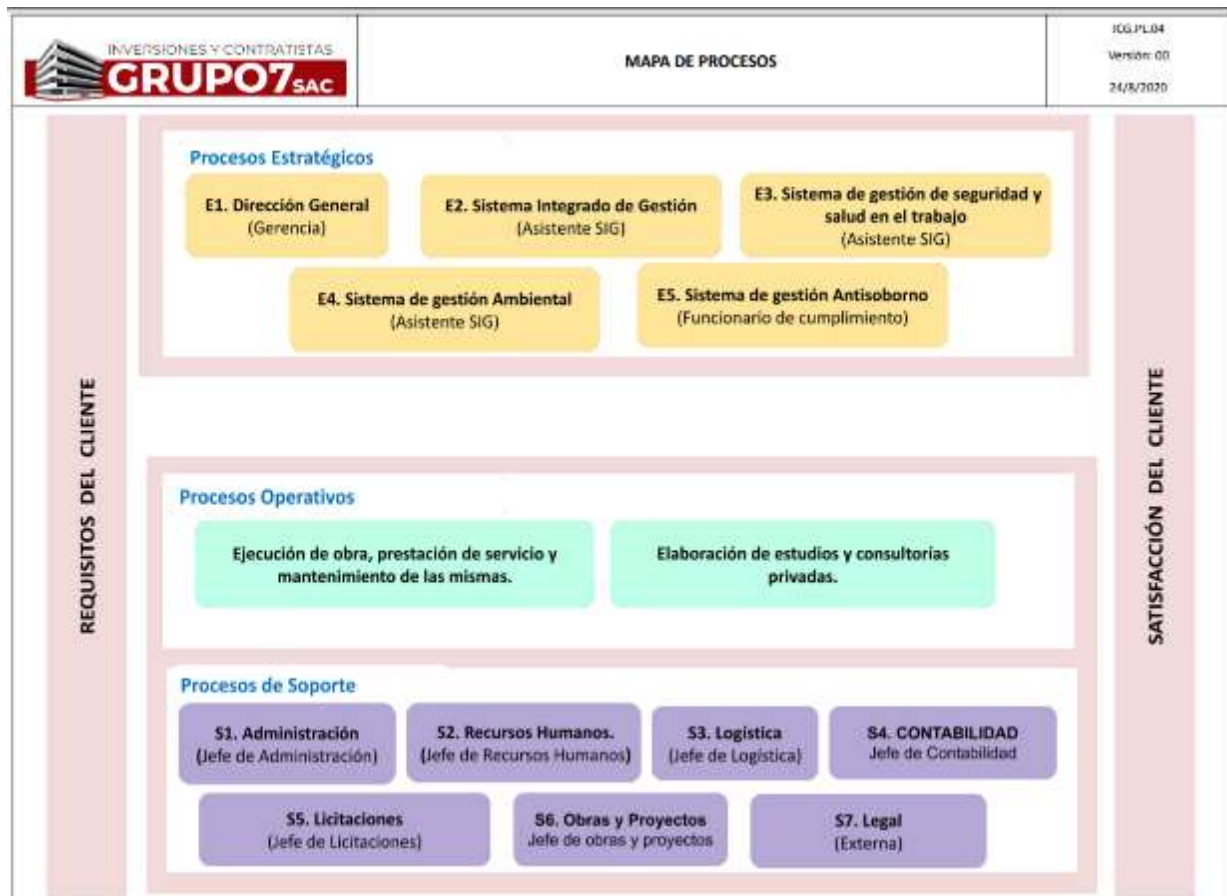 INVERSIONES Y CONTRATISTAS
GRUPO7 SAC
MAPA DE PROCESOS
ICG.PL.04
Versión: 00
24/8/2020
REQUISITOS DEL CLIENTE
Procesos Estratégicos
E1. Dirección General
(Gerencia)
E2. Sistema Integrado de Gestión
(Asistente SIG)
E3. Sistema de gestión de seguridad y
salud en el trabajo
(Asistente SIG)
E4. Sistema de gestión Ambiental
(Asistente SIG)
E5. Sistema de gestión Antisoborno
(Funcionario de cumplimiento)
Procesos Operativos
Ejecución de obra, prestación de servicio y
mantenimiento de las mismas.
Elaboración de estudios y consultorías
privadas.
Procesos de Soporte
S1. Administración
(Jefe de Administración)
S2. Recursos Humanos.
(Jefe de Recursos Humanos)
S3. Logística
(Jefe de Logística)
S4. CONTABILIDAD
Jefe de Contabilidad
S5. Licitaciones
(Jefe de Licitaciones)
S6. Obras y Proyectos
Jefe de obras y proyectos
S7. Legal
(Externa)
SATISFACCIÓN DEL CLIENTE